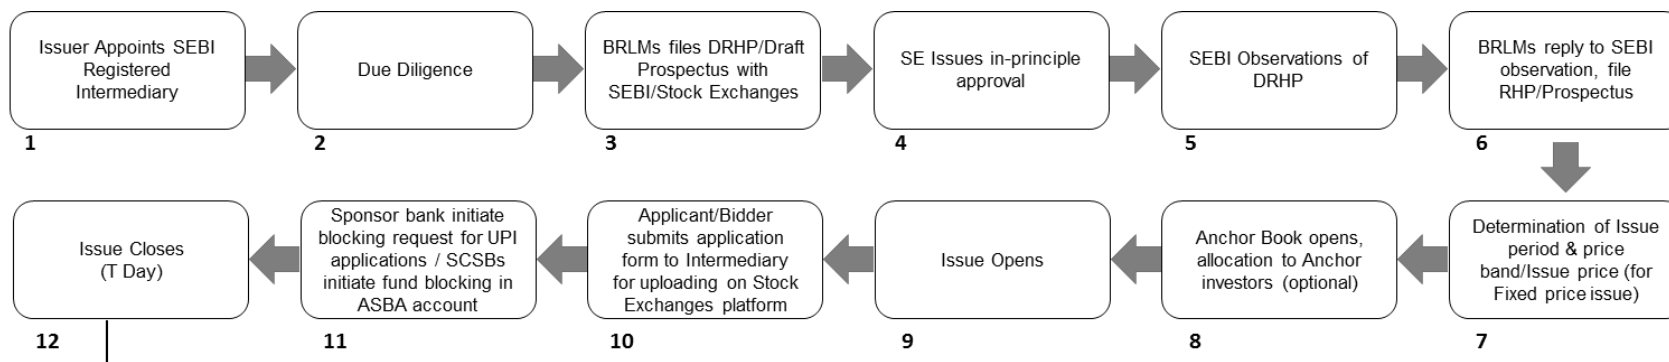 Issuer Appoints SEBI
Registered
Intermediary
1
Due Diligence
2
BRLMs files DRHP/Draft
Prospectus with
SEBI/Stock Exchanges
3
SE Issues in-principle
approval
4
SEBI Observations of
DRHP
5
BRLMs reply to SEBI
observation, file
RHP/Prospectus
6
Determination of Issue
period & price
band/Issue price (for
Fixed price issue)
7
Anchor Book opens,
allocation to Anchor
investors (optional)
8
Issue Opens
9
Applicant/Bidder
submits application
form to Intermediary
for uploading on Stock
Exchanges platform
10
Sponsor bank initiate
blocking request for UPI
applications / SCSBs
initiate fund blocking in
ASBA account
11
Issue Closes
(T Day)
12